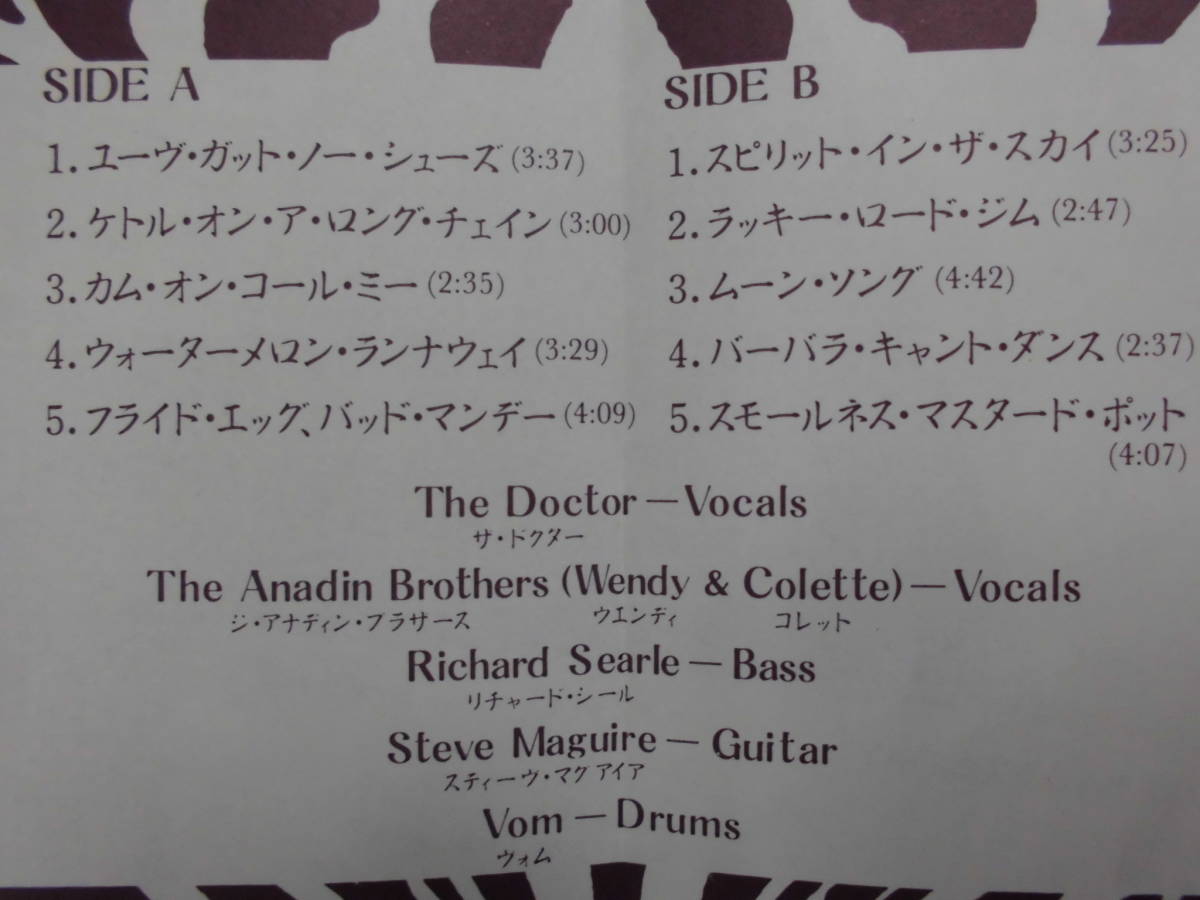 SIDE A
1.ユーヴ・ガット・ノー・シューズ(3:37)
2.ケトル・オン・ア・ロング・チェイン(3:00)
3.カム・オン・コール・ミー(2:35)
4.ウォーターメロン・ランナウェイ(3:29)
5.フライド・エッグ、バッド・マンデー(4:09)
SIDE B
1.スピリット・イン・ザ・スカイ(3:25)
2.ラッキー・ロード・ジム(2:47)
3.ムーン・ソング(4:42)
4.バーバラ・キャント・ダンス(2:37)
5.スモールネス・マスタード・ポット
(4:07)
The Doctor—Vocals
ザ・ドクター
The Anadin Brothers (Wendy & Colette)—Vocals
ジ・アナディン・ブラザース ウエンディ コレット
Richard Searle—Bass
リチャード・シール
Steve Maguire—Guitar
スティーヴ・マグアイア
Vom—Drums
ヴォム